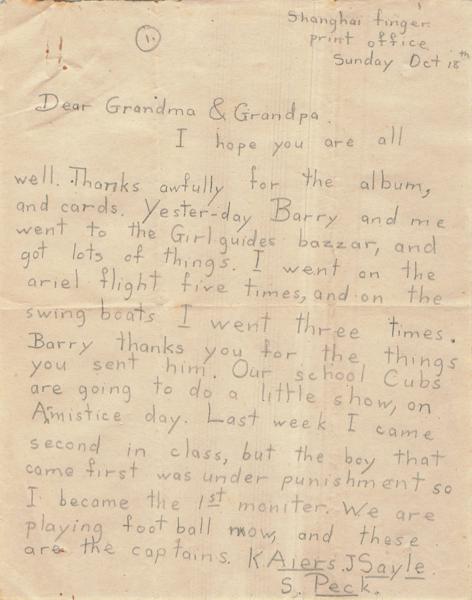 Shanghai finger
print office
Sunday Oct 18th
1.
Dear Grandma & Grandpa.
I hope you are all
well. Thanks awfully for the album,
and cards. Yester-day Barry and me
went to the Girl guides bazzar, and
got lots of things. I went on the
ariel flight five times, and on the
swing boats I went three times.
Barry thanks you for the things
you sent him. Our school Cubs
are going to do a little show, on
Amistice day. Last week I came
second in class, but the boy that
came first was under punishment so
I became the 1st moniter. We are
playing foot ball now, and these
are the captains. K. Aiers. J Sayle.
S. Peck.